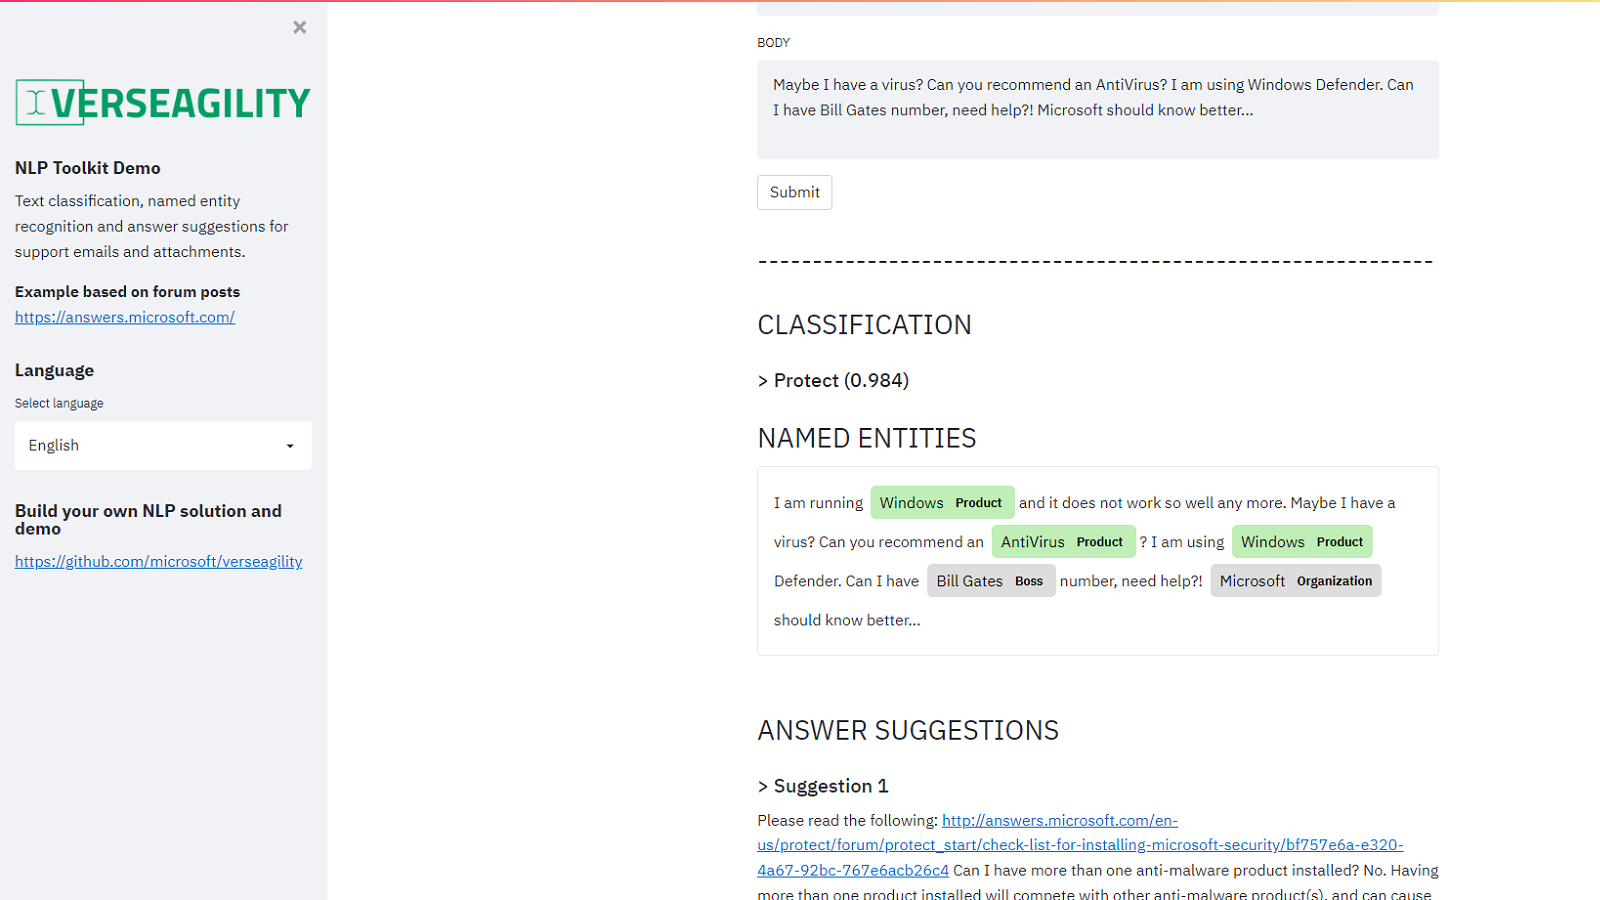 ×
VERSEAGILITY
NLP Toolkit Demo
Text classification, named entity
recognition and answer suggestions for
support emails and attachments.
Example based on forum posts
https://answers.microsoft.com/
Language
Select language
English
Build your own NLP solution and
demo
https://github.com/microsoft/verseagility
BODY
Maybe I have a virus? Can you recommend an AntiVirus? I am using Windows Defender. Can
I have Bill Gates number, need help?! Microsoft should know better...
Submit
--------------------------------------------------------------
CLASSIFICATION
> Protect (0.984)
NAMED ENTITIES
I am running Windows Product and it does not work so well any more. Maybe I have a
virus? Can you recommend an AntiVirus Product ? I am using Windows Product
Defender. Can I have Bill Gates Boss number, need help?! Microsoft Organization
should know better...
ANSWER SUGGESTIONS
> Suggestion 1
Please read the following: http://answers.microsoft.com/en-
us/protect/forum/protect_start/check-list-for-installing-microsoft-security/bf757e6a-e320-
4a67-92bc-767e6acb26c4 Can I have more than one anti-malware product installed? No. Having
more than one product installed will compete with other anti-malware product(s), and can cause